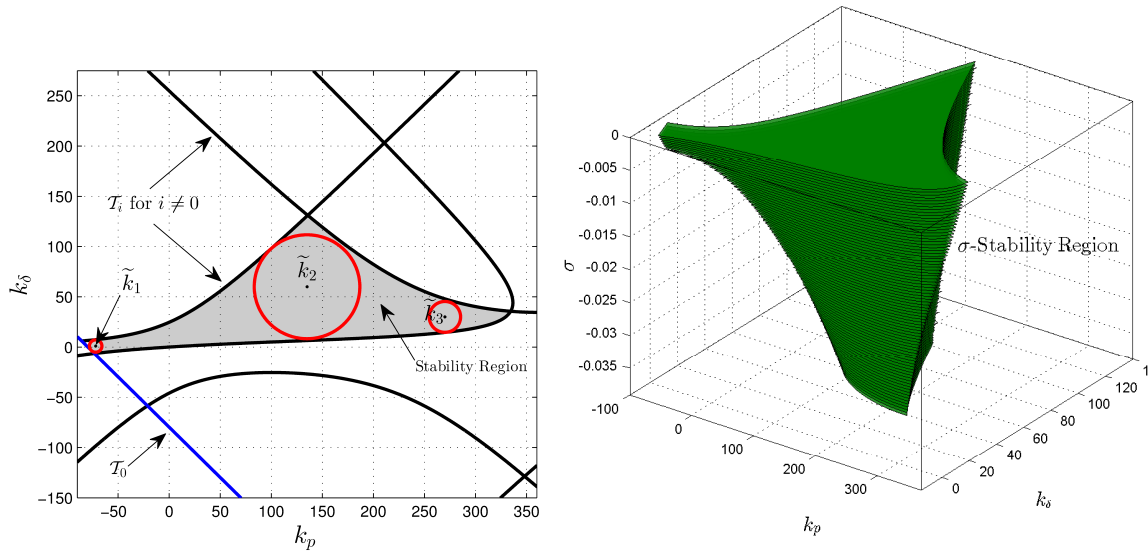 250
200
150
100
50
0
−50
−100
−150
−50 0 50 100 150 200 250 300 350
k_δ
k_p
𝒯_i for i ≠ 0
k̃_1
k̃_2
k̃_3
Stability Region
𝒯_0
0
-0.005
-0.01
-0.015
-0.02
-0.025
-0.03
-0.035
σ
σ-Stability Region
-100
0
100
200
300
k_p
0
20
40
60
80
100
120
k_δ